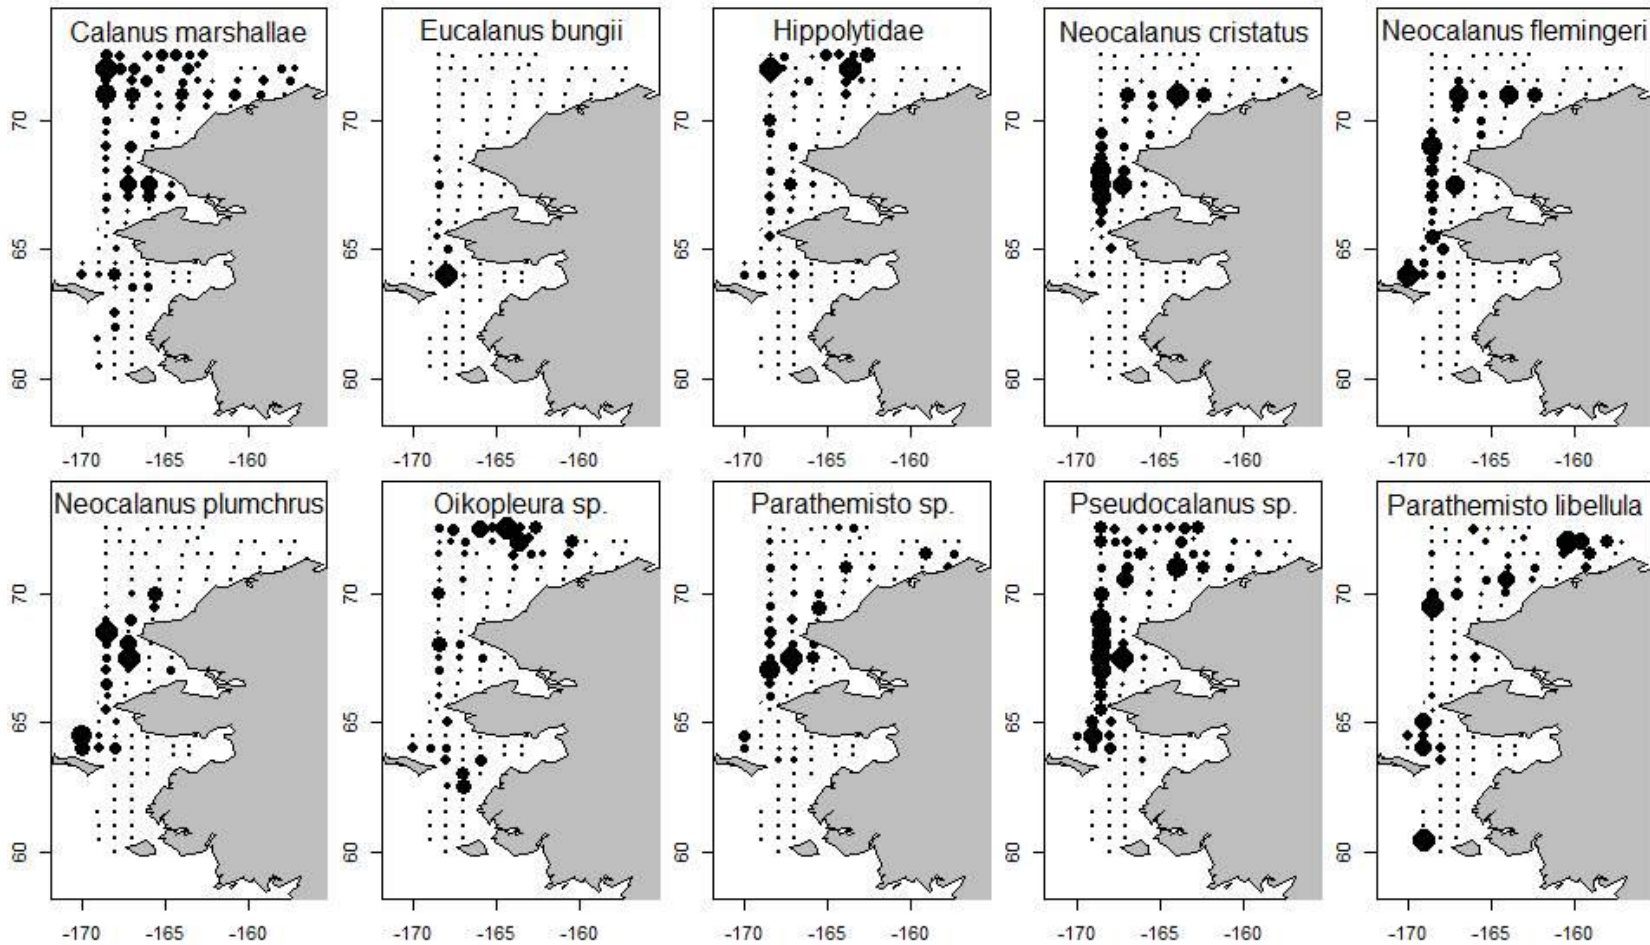 Calanus marshallae
Eucalanus bungii
Hippolytidae
Neocalanus cristatus
Neocalanus flemingeri
70
65
60
70
65
60
70
65
60
70
65
60
70
65
60
-170 -165 -160
-170 -165 -160
-170 -165 -160
-170 -165 -160
-170 -165 -160
Neocalanus plumchrus
Oikopleura sp.
Parathemisto sp.
Pseudocalanus sp.
Parathemisto libellula
70
65
60
70
65
60
70
65
60
70
65
60
70
65
60
-170 -165 -160
-170 -165 -160
-170 -165 -160
-170 -165 -160
-170 -165 -160